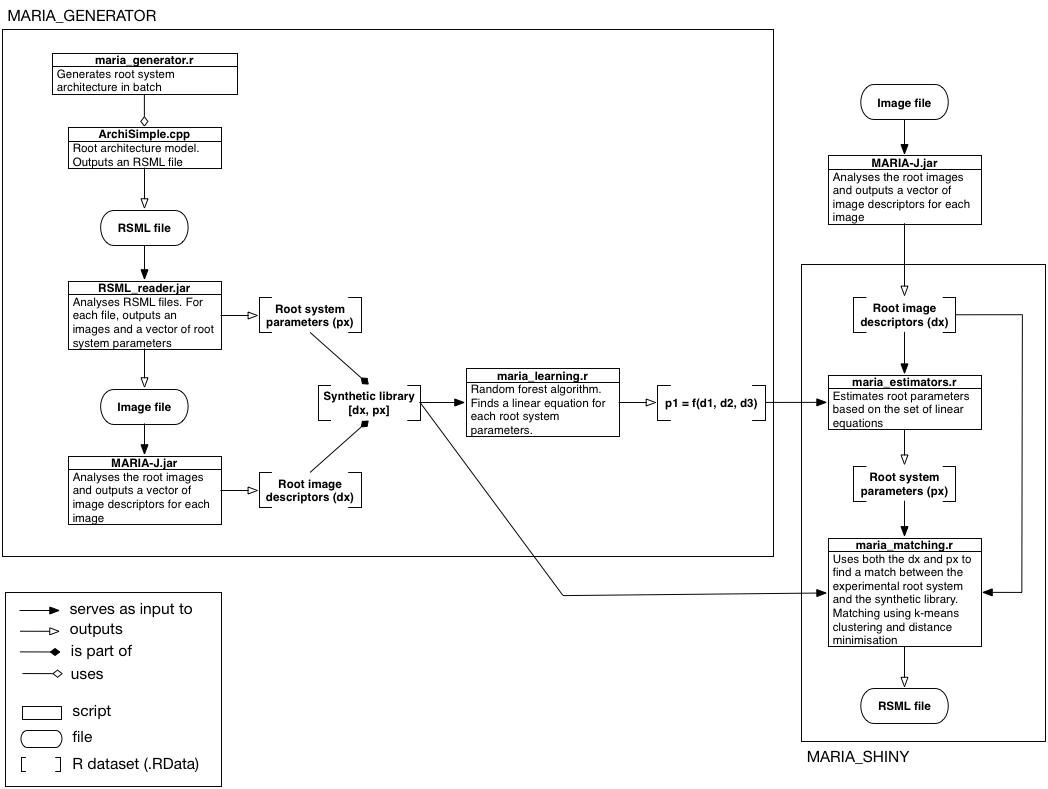 MARIA_GENERATOR
maria_generator.r
Generates root system
architecture in batch
ArchiSimple.cpp
Root architecture model.
Outputs an RSML file
RSML file
RSML_reader.jar
Analyses RSML files. For
each file, outputs an
images and a vector of root
system parameters
Root system
parameters (px)
Image file
MARIA-J.jar
Analyses the root images
and outputs a vector of
image descriptors for each
image
Root image
descriptors (dx)
Synthetic library
[dx, px]
maria_learning.r
Random forest algorithm.
Finds a linear equation for
each root system
parameters.
p1 = f(d1, d2, d3)
Image file
MARIA-J.jar
Analyses the root images
and outputs a vector of
image descriptors for each
image
Root image
descriptors (dx)
maria_estimators.r
Estimates root parameters
based on the set of linear
equations
Root system
parameters (px)
maria_matching.r
Uses both the dx and px to
find a match between the
experimental root system
and the synthetic library.
Matching using k-means
clustering and distance
minimisation
RSML file
MARIA_SHINY
serves as input to
outputs
is part of
uses
script
file
R dataset (.RData)